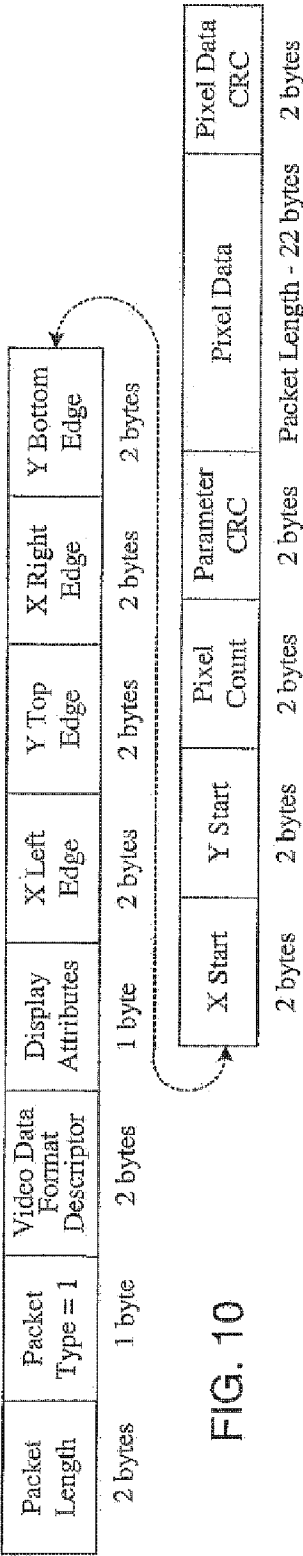 Packet
Length
Packet
Type = 1
Video Data
Format
Descriptor
Display
Attributes
X Left
Edge
Y Top
Edge
X Right
Edge
Y Bottom
Edge
2 bytes
1 byte
2 bytes
1 byte
2 bytes
2 bytes
2 bytes
2 bytes
X Start
Y Start
Pixel
Count
Parameter
CRC
Pixel Data
Pixel Data
CRC
2 bytes
2 bytes
2 bytes
2 bytes
Packet Length - 22 bytes
2 bytes
FIG. 10